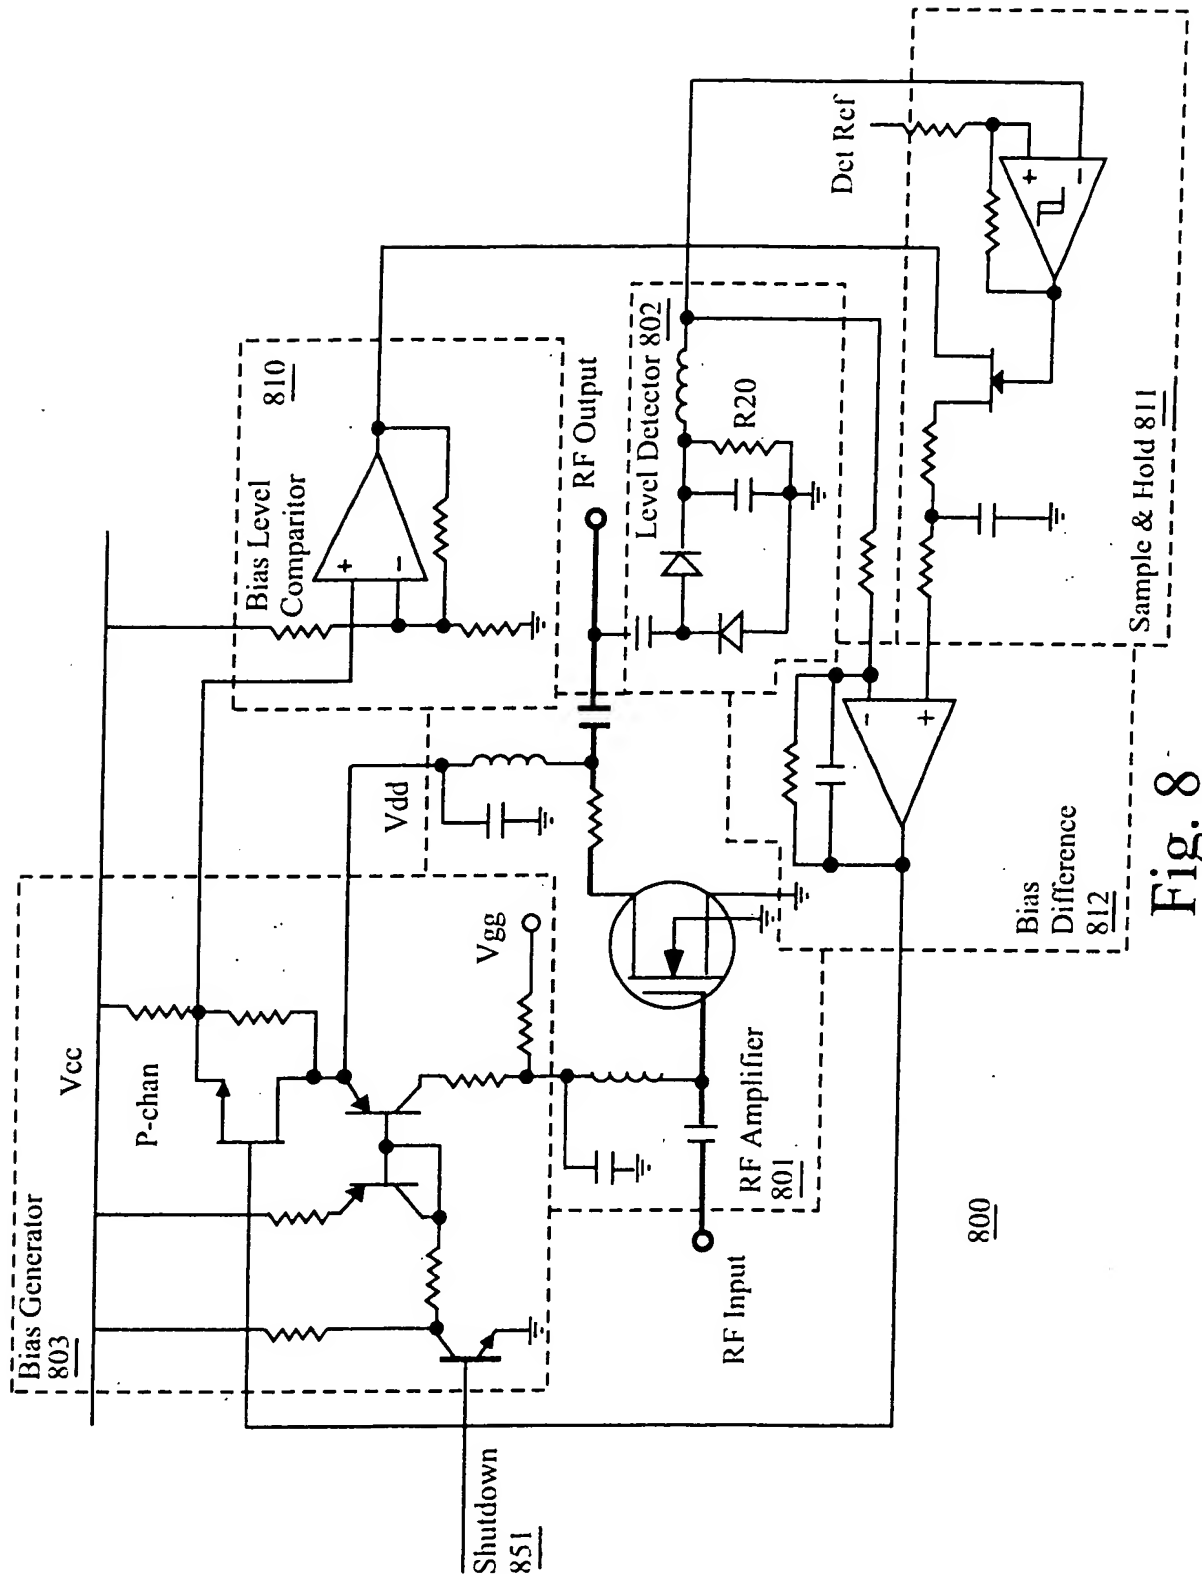 Bias Generator
803
Vcc
P-chan
Vgg
Vdd
Bias Level
Comparitor
810
+
−
RF Output
Level Detector 802
R20
Det Ref
+
−
Sample & Hold 811
-
+
Bias
Difference
812
RF Amplifier
801
RF Input
Shutdown
851
800
Fig. 8